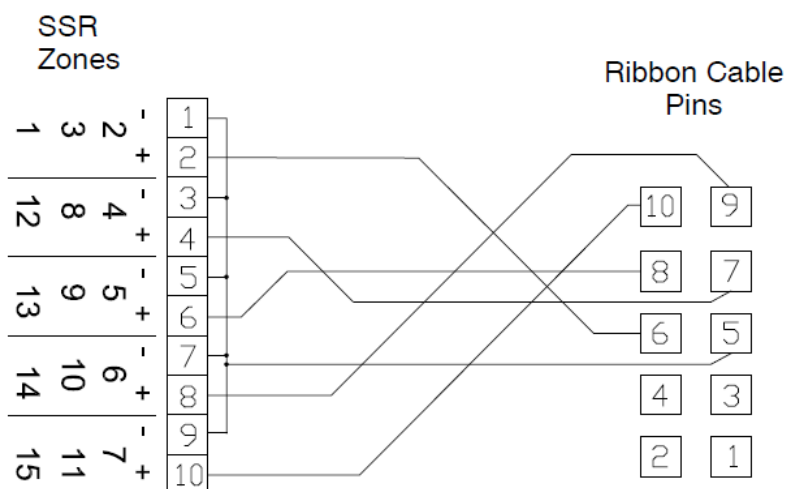 SSR
Zones
Ribbon Cable
Pins
1 3 2 - 1
+ 2
12 8 4 - 3
+ 4
13 9 5 - 5
+ 6
14 10 6 - 7
+ 8
15 11 7 - 9
+ 10
10 9
8 7
6 5
4 3
2 1